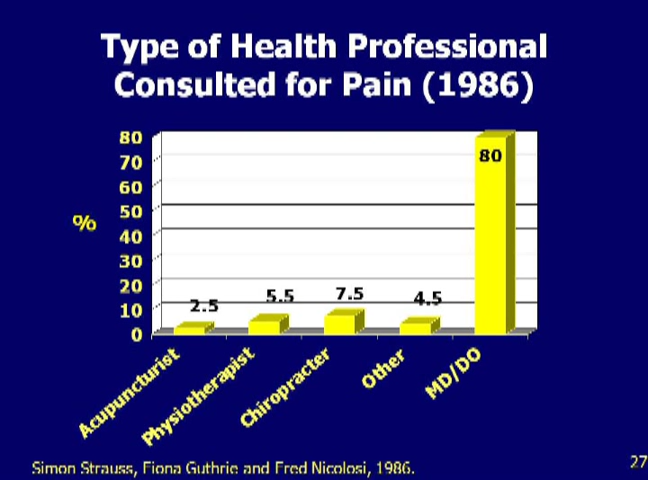 Type of Health Professional
Consulted for Pain (1986)
80
70
60
50
40
30
20
10
0
%
2.5
5.5
7.5
4.5
80
Acupuncturist
Physiotherapist
Chiropracter
Other
MD/DO
Simon Strauss, Fiona Guthrie and Fred Nicolosi, 1986.
27